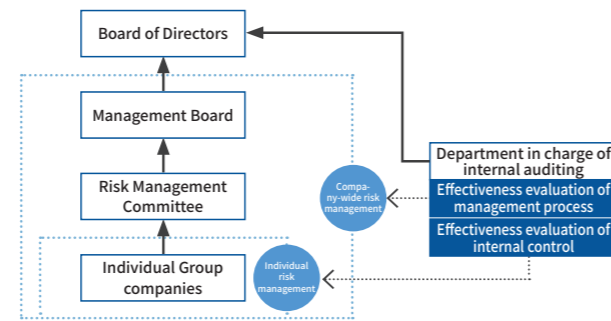 Board of Directors
Management Board
Risk Management
Committee
Individual Group
companies
Compa-
ny-wide risk
management
Individual
risk
management
Department in charge of
internal auditing
Effectiveness evaluation of
management process
Effectiveness evaluation of
internal control